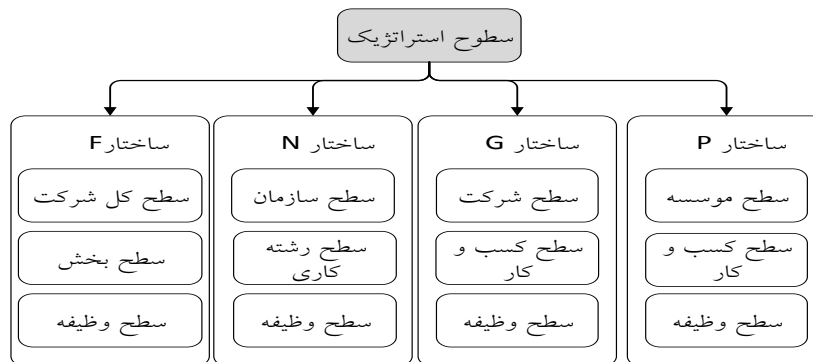 سطوح استراتژیک
ساختار P
سطح موسسه
سطح کسب و
کار
سطح وظیفه
ساختار G
سطح شرکت
سطح کسب و
کار
سطح وظیفه
ساختار N
سطح سازمان
سطح رشته
کاری
سطح وظیفه
ساختارF
سطح کل شرکت
سطح بخش
سطح وظیفه